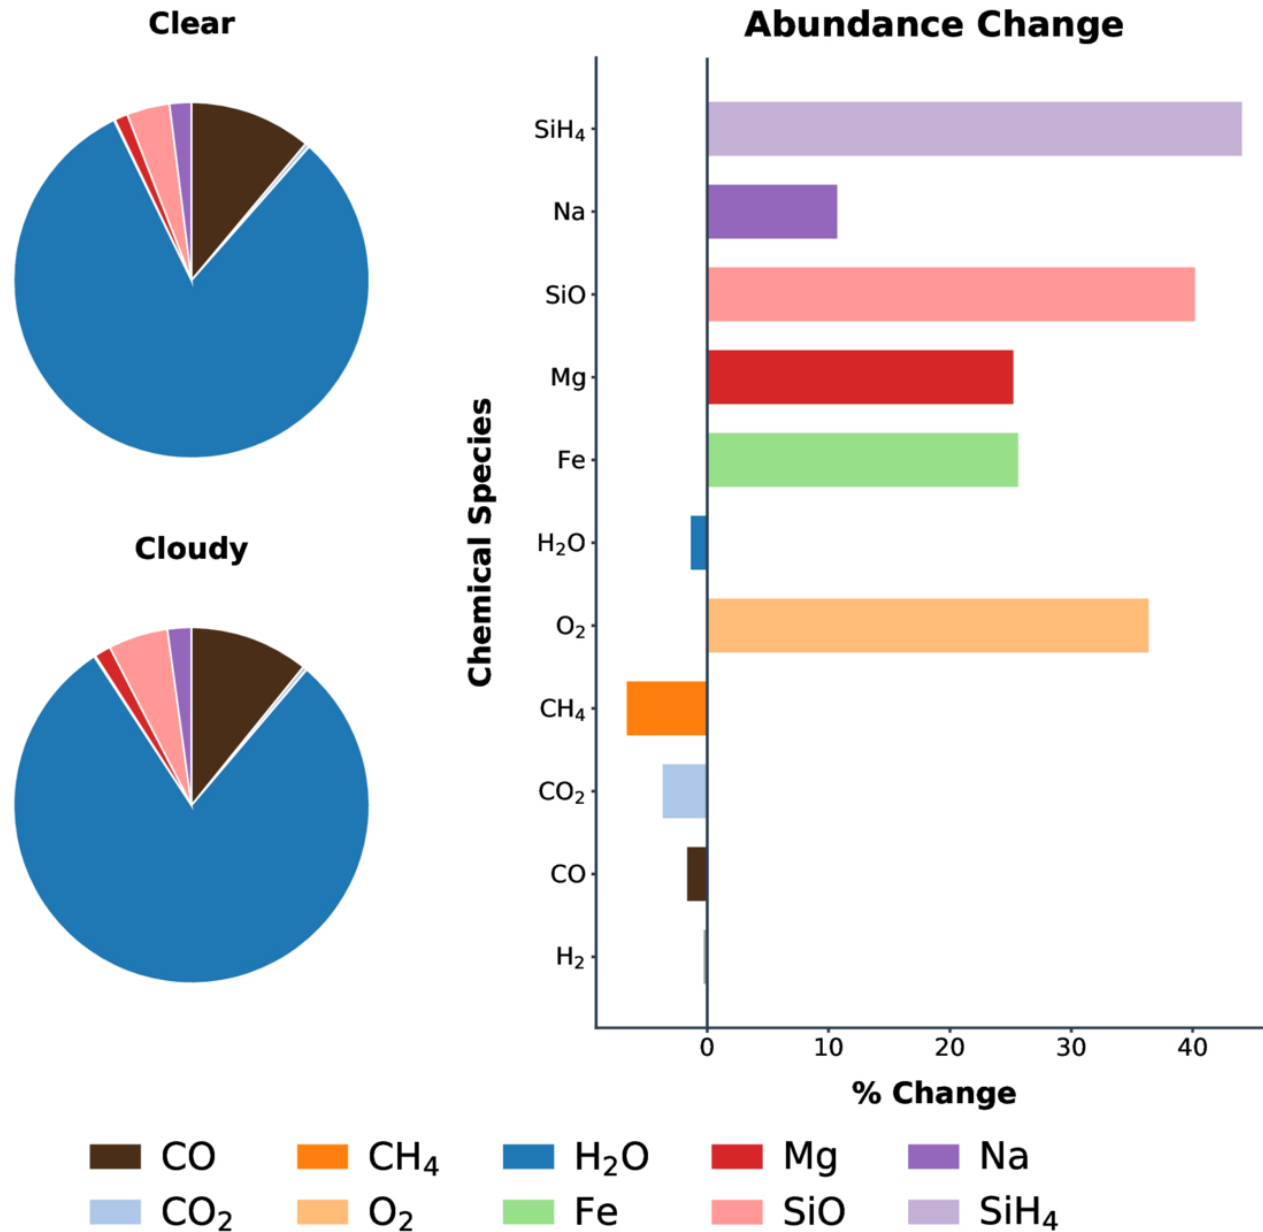 Clear
Abundance Change
SiH₄
Na
SiO
Mg
Fe
H₂O
O₂
CH₄
CO₂
CO
H₂
Chemical Species
Cloudy
0 10 20 30 40
% Change
CO CH₄ H₂O Mg Na
CO₂ O₂ Fe SiO SiH₄